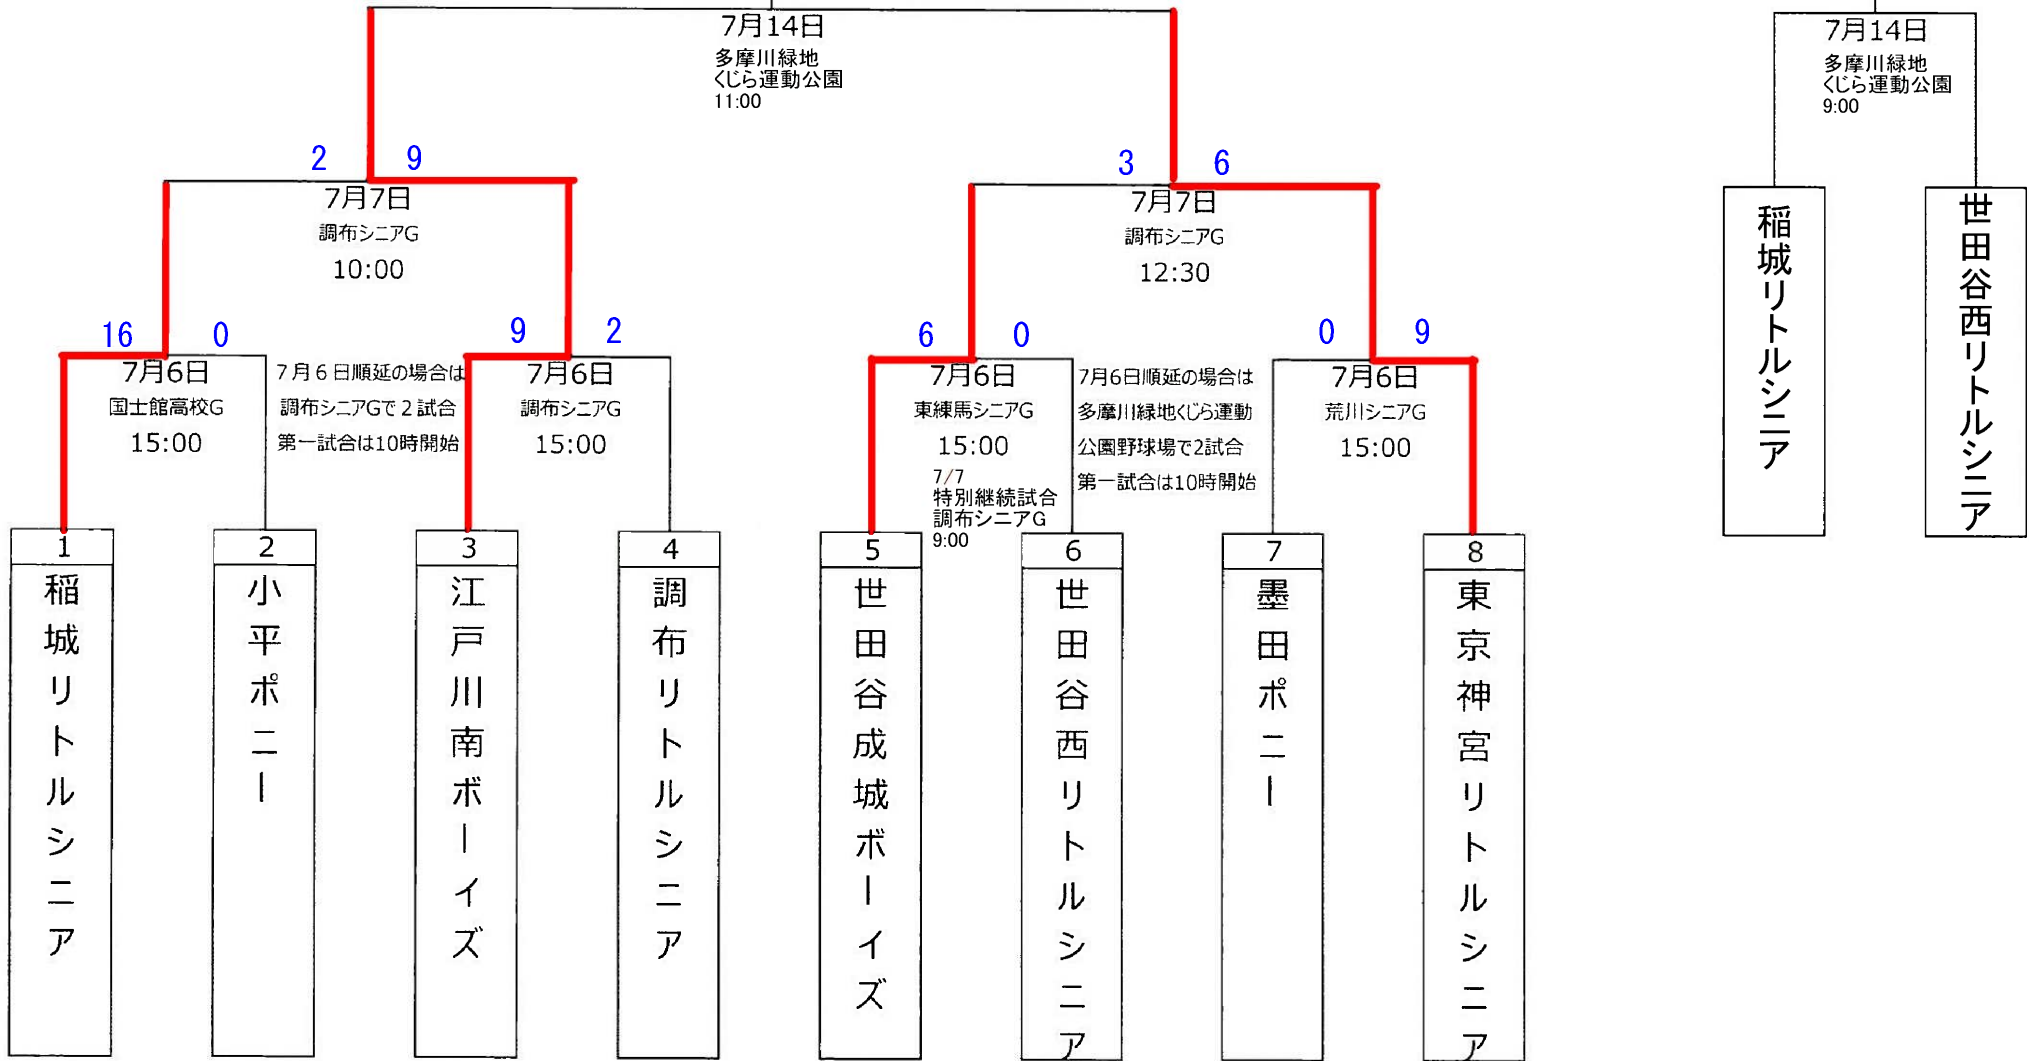 7月14日
多摩川緑地
くじら運動公園
11:00
7月14日
多摩川緑地
くじら運動公園
9:00
稲城リトルシニア
世田谷西リトルシニア
2 9
7月7日
調布シニアG
10:00
3 6
7月7日
調布シニアG
12:30
16 0
7月6日
国士館高校G
15:00
7月6日順延の場合は
調布シニアGで2試合
第一試合は10時開始
9 2
7月6日
調布シニアG
15:00
6 0
7月6日
東練馬シニアG
15:00
7/7
特別継続試合
調布シニアG
9:00
7月6日順延の場合は
多摩川緑地くじら運動
公園野球場で2試合
第一試合は10時開始
0 9
7月6日
荒川シニアG
15:00
1
稲城リトルシニア
2
小平ポニー
3
江戸川南ボーイズ
4
調布リトルシニア
5
世田谷成城ボーイズ
6
世田谷西リトルシニア
7
墨田ポニー
8
東京神宮リトルシニア